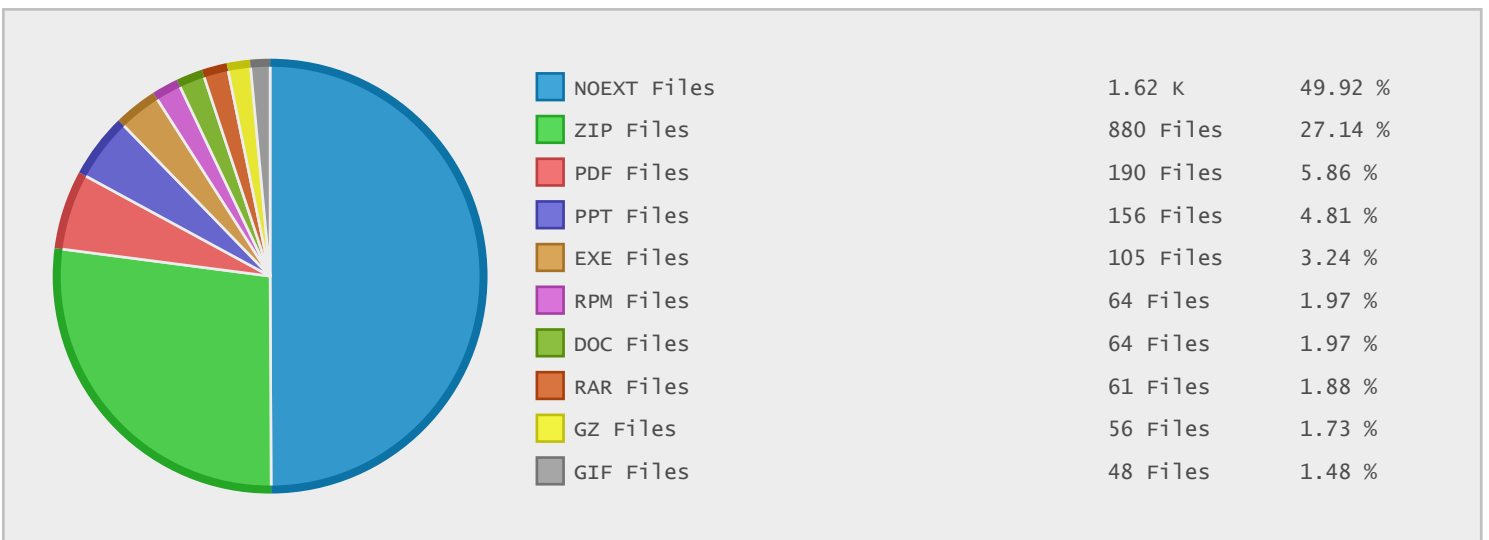 NOEXT Files 1.62 K 49.92 %
ZIP Files 880 Files 27.14 %
PDF Files 190 Files 5.86 %
PPT Files 156 Files 4.81 %
EXE Files 105 Files 3.24 %
RPM Files 64 Files 1.97 %
DOC Files 64 Files 1.97 %
RAR Files 61 Files 1.88 %
GZ Files 56 Files 1.73 %
GIF Files 48 Files 1.48 %